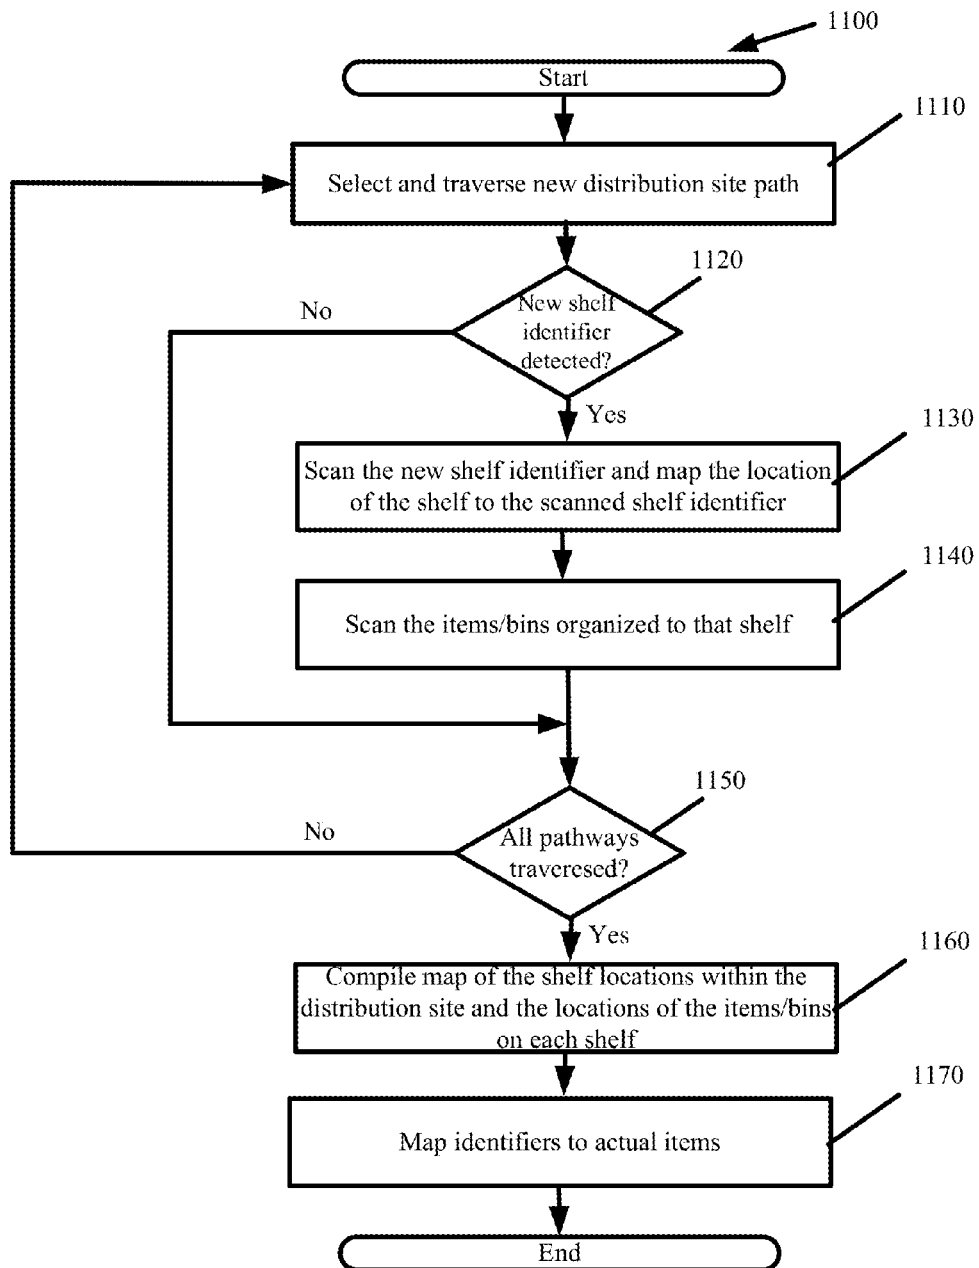 1100
Start
1110
Select and traverse new distribution site path
1120
No
New shelf
identifier
detected?
Yes
1130
Scan the new shelf identifier and map the location
of the shelf to the scanned shelf identifier
1140
Scan the items/bins organized to that shelf
1150
No
All pathways
traveresed?
Yes
1160
Compile map of the shelf locations within the
distribution site and the locations of the items/bins
on each shelf
1170
Map identifiers to actual items
End